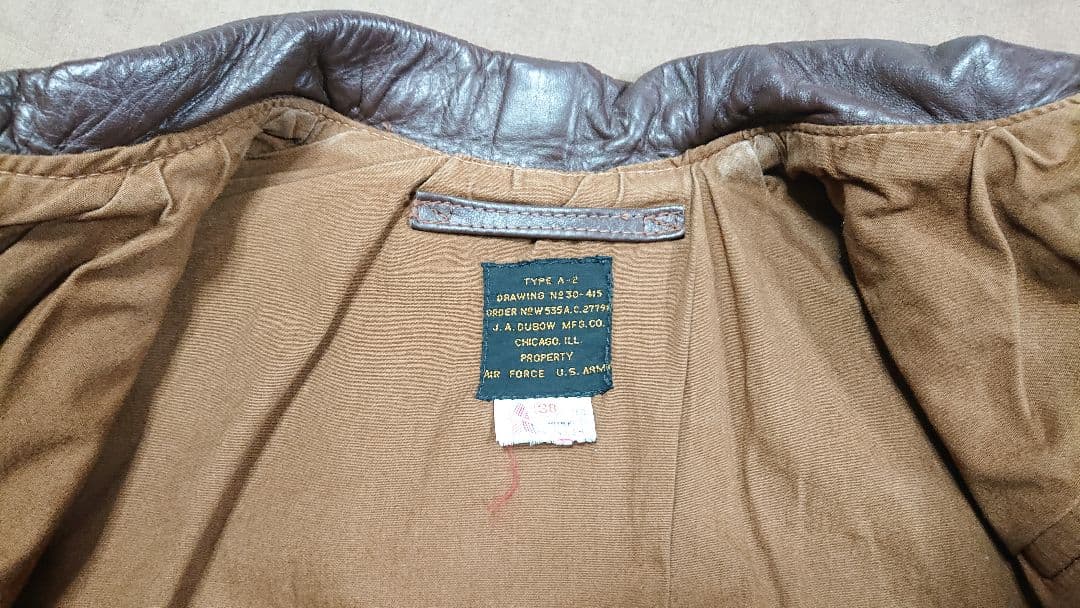 TYPE A-2
DRAWING Nº 30-415
ORDER Nº W535A.C.27798
J. A. DUBOW MFG. CO.
CHICAGO. ILL
PROPERTY
AIR FORCE U.S. ARMY
38